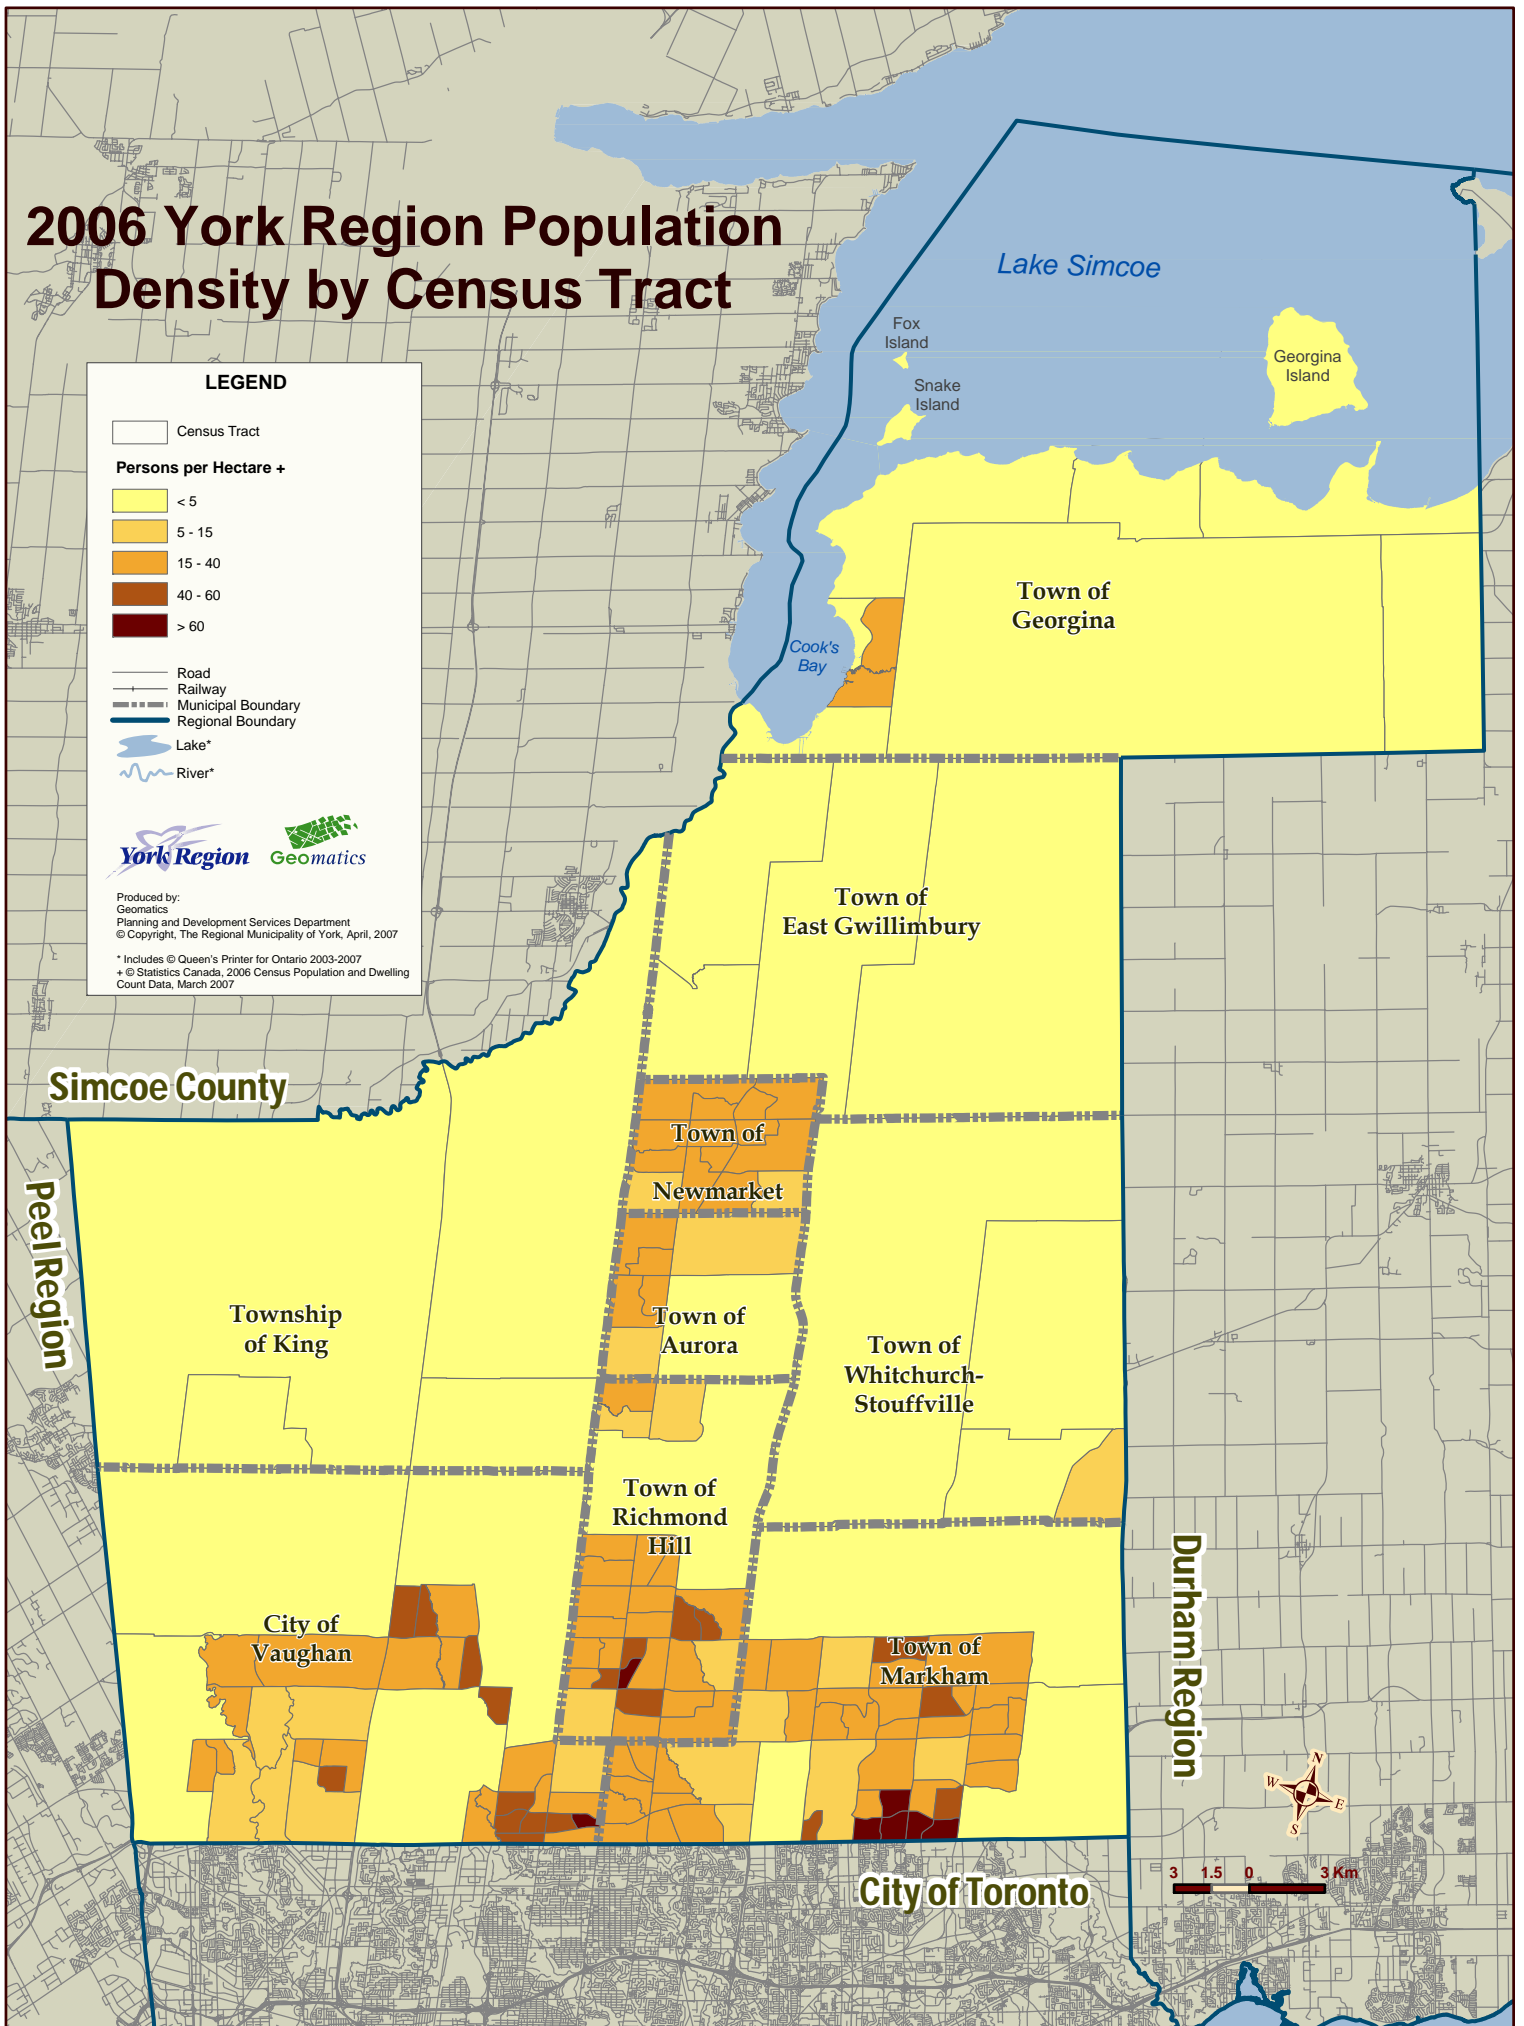 2006 York Region Population
Density by Census Tract
Lake Simcoe
Fox
Island
Georgina
Island
Snake
Island
LEGEND
Census Tract
Persons per Hectare +
< 5
5 - 15
15 - 40
40 - 60
> 60
Road
Railway
Municipal Boundary
Regional Boundary
Lake*
River*
York Region
Geomatics
Produced by:
Geomatics
Planning and Development Services Department
© Copyright, The Regional Municipality of York, April, 2007
* Includes © Queen's Printer for Ontario 2003-2007
+ © Statistics Canada, 2006 Census Population and Dwelling
Count Data, March 2007
Town of
Georgina
Cook's
Bay
Town of
East Gwillimbury
Simcoe County
Town of
Newmarket
Peel Region
Township
of King
Town of
Aurora
Town of
Whitchurch-
Stouffville
Town of
Richmond
Hill
City of
Vaughan
Town of
Markham
Durham Region
N
W
E
S
3 1.5 0 3 Km
City of Toronto